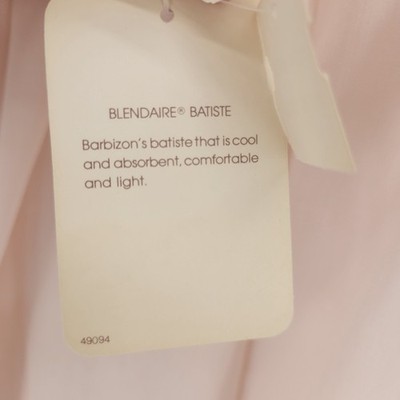 BLENDAIRE® BATISTE
Barbizon's batiste that is cool
and absorbent, comfortable
and light.
49094